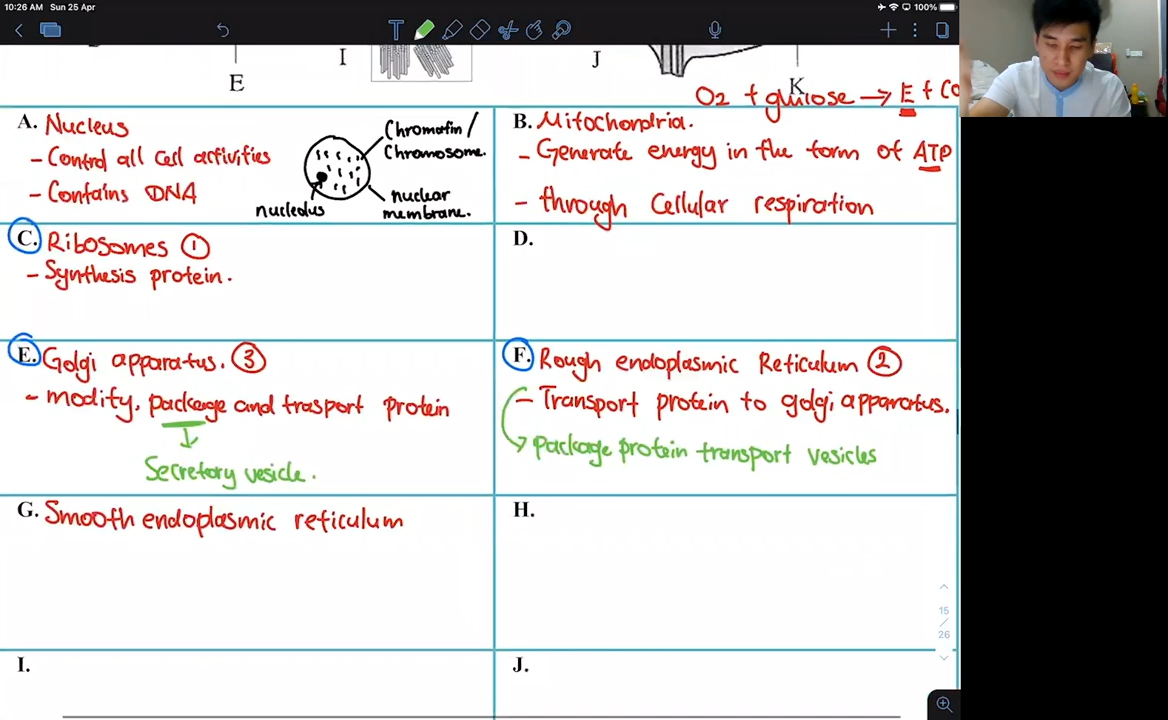 10:26 AM Sun 25 Apr
100%
E
I
J
K
O2 + glucose → E + Co
A. Nucleus
- Control all cell activities
- Contains DNA
Chromatin/
Chromosome.
nucleolus
nuclear
membrane.
B. Mitochondria.
- Generate energy in the form of ATP
- through Cellular respiration
C. Ribosomes ①
- Synthesis protein.
D.
E. Golgi apparatus. ③
- modify, package and trasport protein
Secretory vesicle.
F. Rough endoplasmic Reticulum ②
- Transport protein to golgi apparatus.
package protein transport vesicles
G. Smooth endoplasmic reticulum
H.
15
/
26
I.
J.